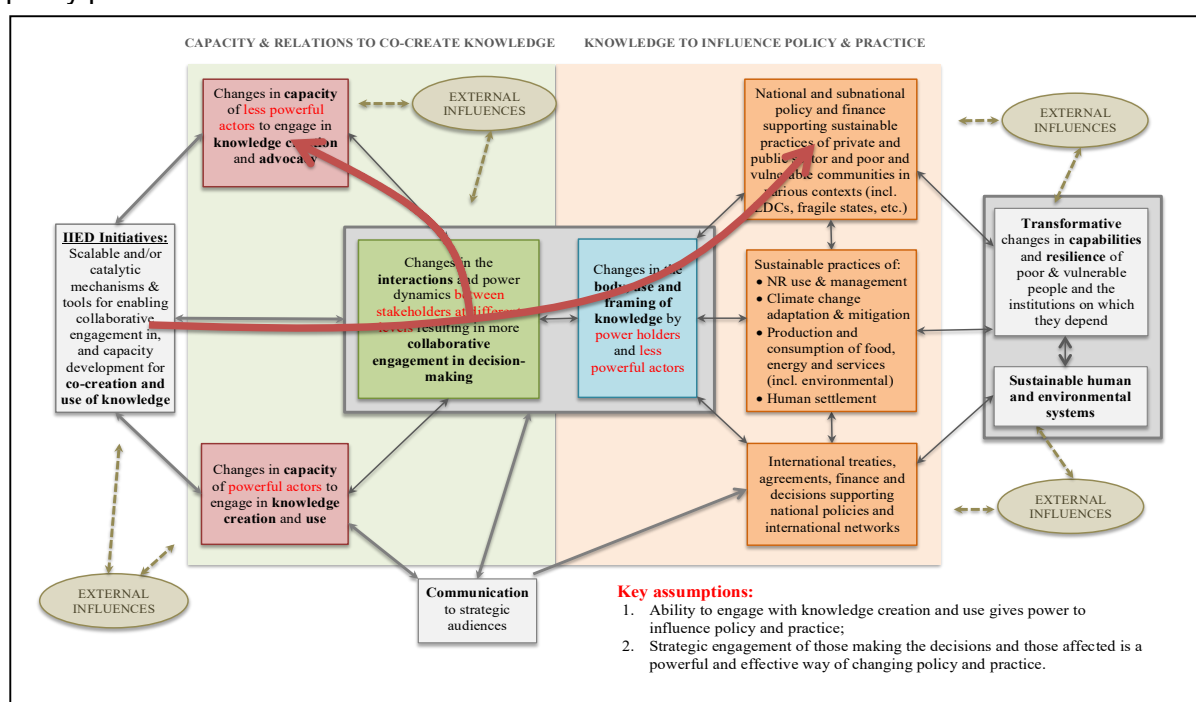 CAPACITY & RELATIONS TO CO-CREATE KNOWLEDGE
KNOWLEDGE TO INFLUENCE POLICY & PRACTICE
Changes in capacity
of less powerful
actors to engage in
knowledge creation
and advocacy
EXTERNAL
INFLUENCES
National and subnational
policy and finance
supporting sustainable
practices of private and
public sector and poor and
vulnerable communities in
various contexts (incl.
LDCs, fragile states, etc.)
EXTERNAL
INFLUENCES
IIED Initiatives:
Scalable and/or
catalytic
mechanisms &
tools for enabling
collaborative
engagement in,
and capacity
development for
co-creation and
use of knowledge
Changes in the
interactions and power
dynamics between
stakeholders at different
levels resulting in more
collaborative
engagement in decision-
making
Changes in the
body, use and
framing of
knowledge by
power holders
and less
powerful actors
Sustainable practices of:
• NR use & management
• Climate change
adaptation & mitigation
• Production and
consumption of food,
energy and services
(incl. environmental)
• Human settlement
Transformative
changes in capabilities
and resilience of
poor & vulnerable
people and the
institutions on which
they depend
Sustainable human
and environmental
systems
Changes in capacity
of powerful actors to
engage in knowledge
creation and use
International treaties,
agreements, finance and
decisions supporting
national policies and
international networks
EXTERNAL
INFLUENCES
EXTERNAL
INFLUENCES
Communication
to strategic
audiences
Key assumptions:
1. Ability to engage with knowledge creation and use gives power to
influence policy and practice;
2. Strategic engagement of those making the decisions and those affected is a
powerful and effective way of changing policy and practice.